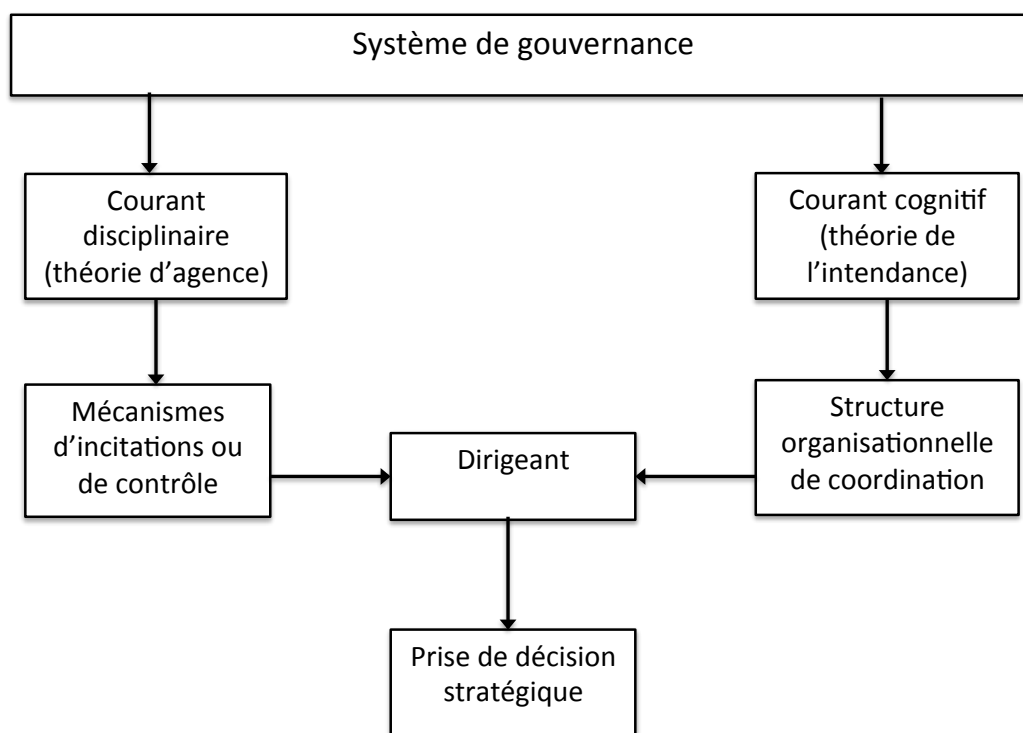 Système de gouvernance
Courant
disciplinaire
(théorie d'agence)
Courant cognitif
(théorie de
l'intendance)
Mécanismes
d'incitations ou
de contrôle
Dirigeant
Structure
organisationnelle
de coordination
Prise de décision
stratégique